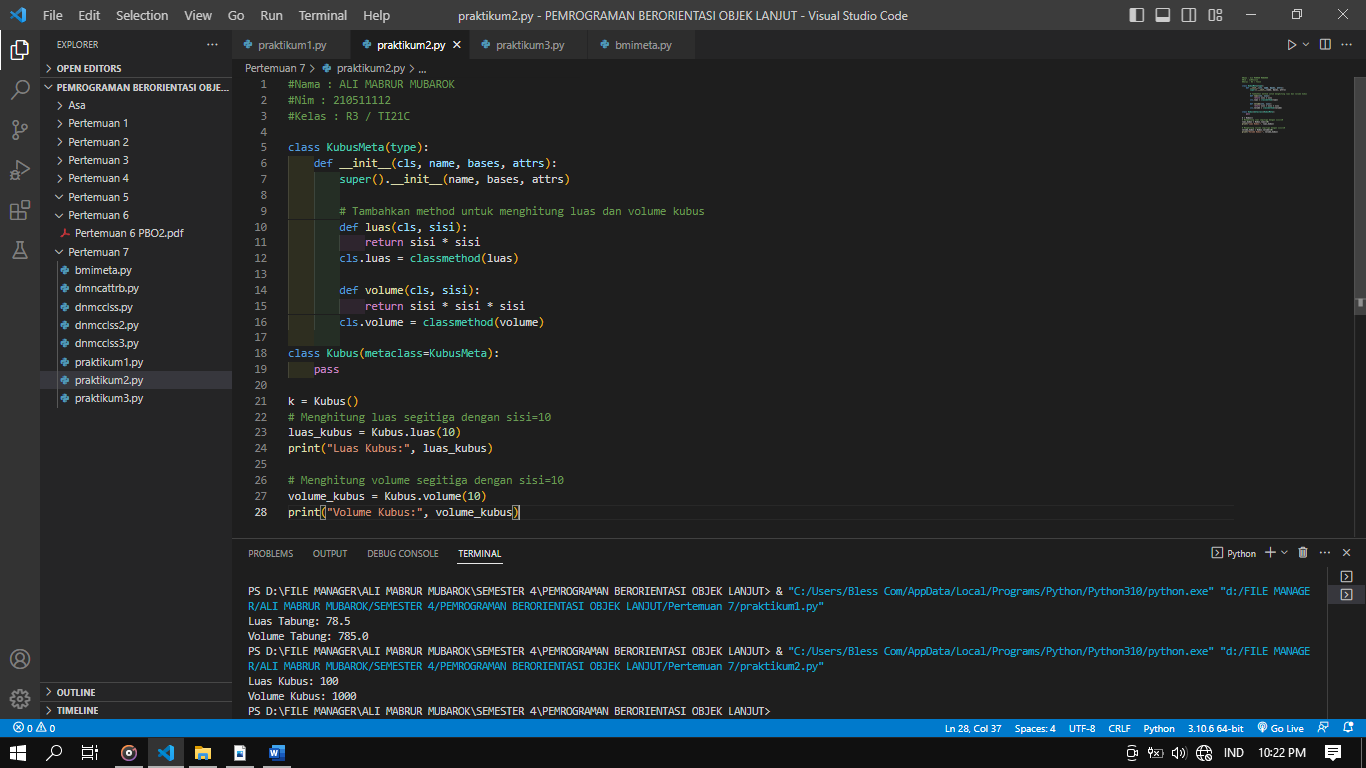 File Edit Selection View Go Run Terminal Help praktikum2.py - PEMROGRAMAN BERORIENTASI OBJEK LANJUT - Visual Studio Code
EXPLORER
OPEN EDITORS
PEMROGRAMAN BERORIENTASI OBJE...
Asa
Pertemuan 1
Pertemuan 2
Pertemuan 3
Pertemuan 4
Pertemuan 5
Pertemuan 6
Pertemuan 6 PBO2.pdf
Pertemuan 7
bmimeta.py
dmncattrb.py
dnmcclss.py
dnmcclss2.py
dnmcclss3.py
praktikum1.py
praktikum2.py
praktikum3.py
OUTLINE
TIMELINE
praktikum1.py praktikum2.py praktikum3.py bmimeta.py
Pertemuan 7 > praktikum2.py > ...
1 #Nama : ALI MABRUR MUBAROK
2 #Nim : 210511112
3 #Kelas : R3 / TI21C
4
5 class KubusMeta(type):
6 def __init__(cls, name, bases, attrs):
7 super().__init__(name, bases, attrs)
8
9 # Tambahkan method untuk menghitung luas dan volume kubus
10 def luas(cls, sisi):
11 return sisi * sisi
12 cls.luas = classmethod(luas)
13
14 def volume(cls, sisi):
15 return sisi * sisi * sisi
16 cls.volume = classmethod(volume)
17
18 class Kubus(metaclass=KubusMeta):
19 pass
20
21 k = Kubus()
22 # Menghitung luas segitiga dengan sisi=10
23 luas_kubus = Kubus.luas(10)
24 print("Luas Kubus:", luas_kubus)
25
26 # Menghitung volume segitiga dengan sisi=10
27 volume_kubus = Kubus.volume(10)
28 print("Volume Kubus:", volume_kubus)
PROBLEMS OUTPUT DEBUG CONSOLE TERMINAL Python
PS D:\FILE MANAGER\ALI MABRUR MUBAROK\SEMESTER 4\PEMROGRAMAN BERORIENTASI OBJEK LANJUT> & "C:/Users/Bless Com/AppData/Local/Programs/Python/Python310/python.exe" "d:/FILE MANAGE
R/ALI MABRUR MUBAROK/SEMESTER 4/PEMROGRAMAN BERORIENTASI OBJEK LANJUT/Pertemuan 7/praktikum1.py"
Luas Tabung: 78.5
Volume Tabung: 785.0
PS D:\FILE MANAGER\ALI MABRUR MUBAROK\SEMESTER 4\PEMROGRAMAN BERORIENTASI OBJEK LANJUT> & "C:/Users/Bless Com/AppData/Local/Programs/Python/Python310/python.exe" "d:/FILE MANAGE
R/ALI MABRUR MUBAROK/SEMESTER 4/PEMROGRAMAN BERORIENTASI OBJEK LANJUT/Pertemuan 7/praktikum2.py"
Luas Kubus: 100
Volume Kubus: 1000
PS D:\FILE MANAGER\ALI MABRUR MUBAROK\SEMESTER 4\PEMROGRAMAN BERORIENTASI OBJEK LANJUT>
0 0 Ln 28, Col 37 Spaces: 4 UTF-8 CRLF Python 3.10.6 64-bit Go Live
IND 10:22 PM